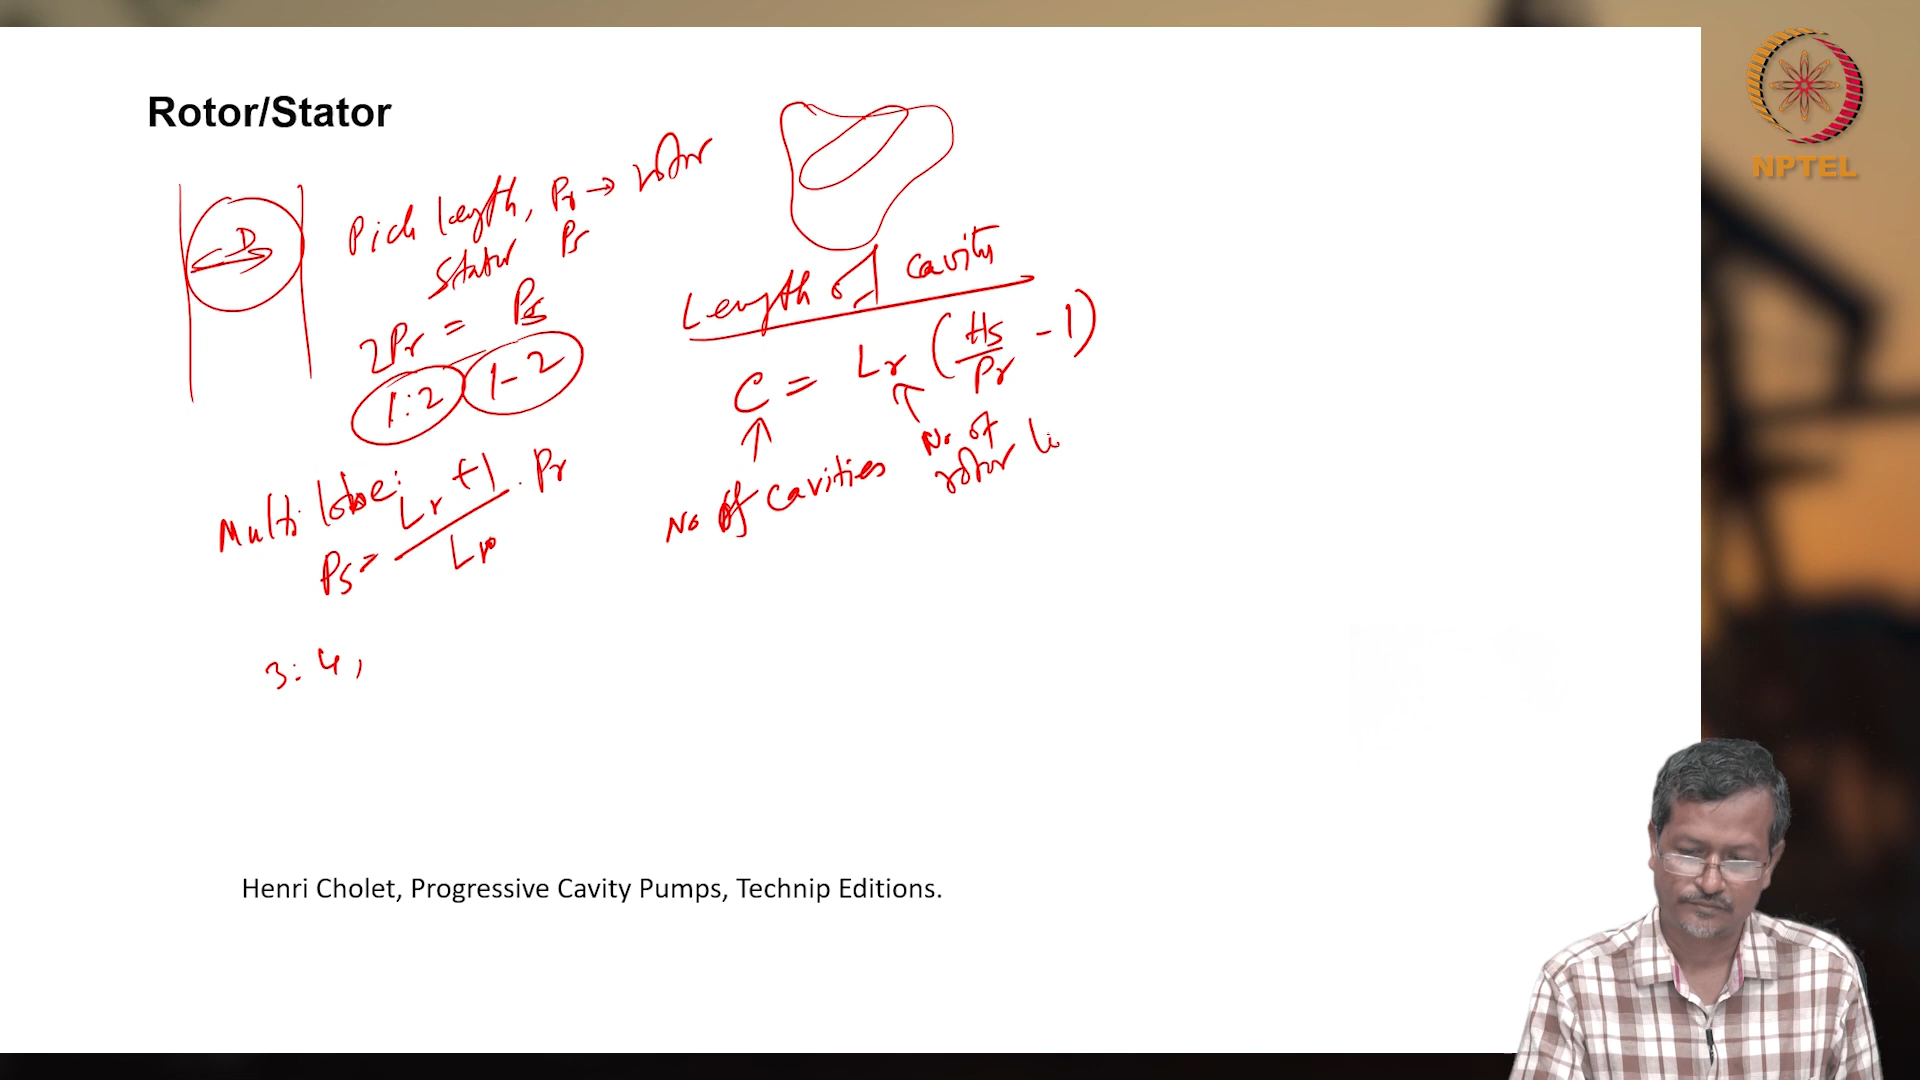 Rotor/Stator
D
Pich length, Pr → rotor
Stator Ps
2Pr = Ps
1:2 1-2
Multi lobe:
Ps = Lr +1 . Pr
Lr
3:4,
Length of cavity
C = Lr (Hs/Pr - 1)
No of cavities
No of
rotor
Henri Cholet, Progressive Cavity Pumps, Technip Editions.
NPTEL